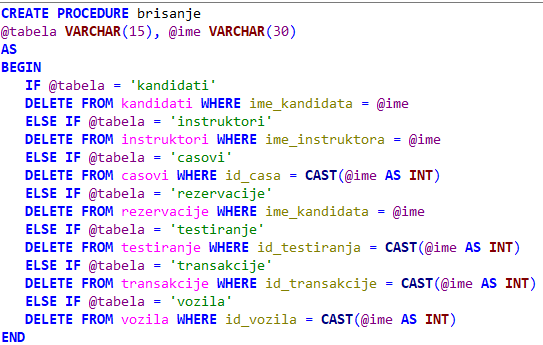 CREATE PROCEDURE brisanje
@tabela VARCHAR(15), @ime VARCHAR(30)
AS
BEGIN
IF @tabela = 'kandidati'
DELETE FROM kandidati WHERE ime_kandidata = @ime
ELSE IF @tabela = 'instruktori'
DELETE FROM instruktori WHERE ime_instruktora = @ime
ELSE IF @tabela = 'casovi'
DELETE FROM casovi WHERE id_casa = CAST(@ime AS INT)
ELSE IF @tabela = 'rezervacije'
DELETE FROM rezervacije WHERE ime_kandidata = @ime
ELSE IF @tabela = 'testiranje'
DELETE FROM testiranje WHERE id_testiranja = CAST(@ime AS INT)
ELSE IF @tabela = 'transakcije'
DELETE FROM transakcije WHERE id_transakcije = CAST(@ime AS INT)
ELSE IF @tabela = 'vozila'
DELETE FROM vozila WHERE id_vozila = CAST(@ime AS INT)
END